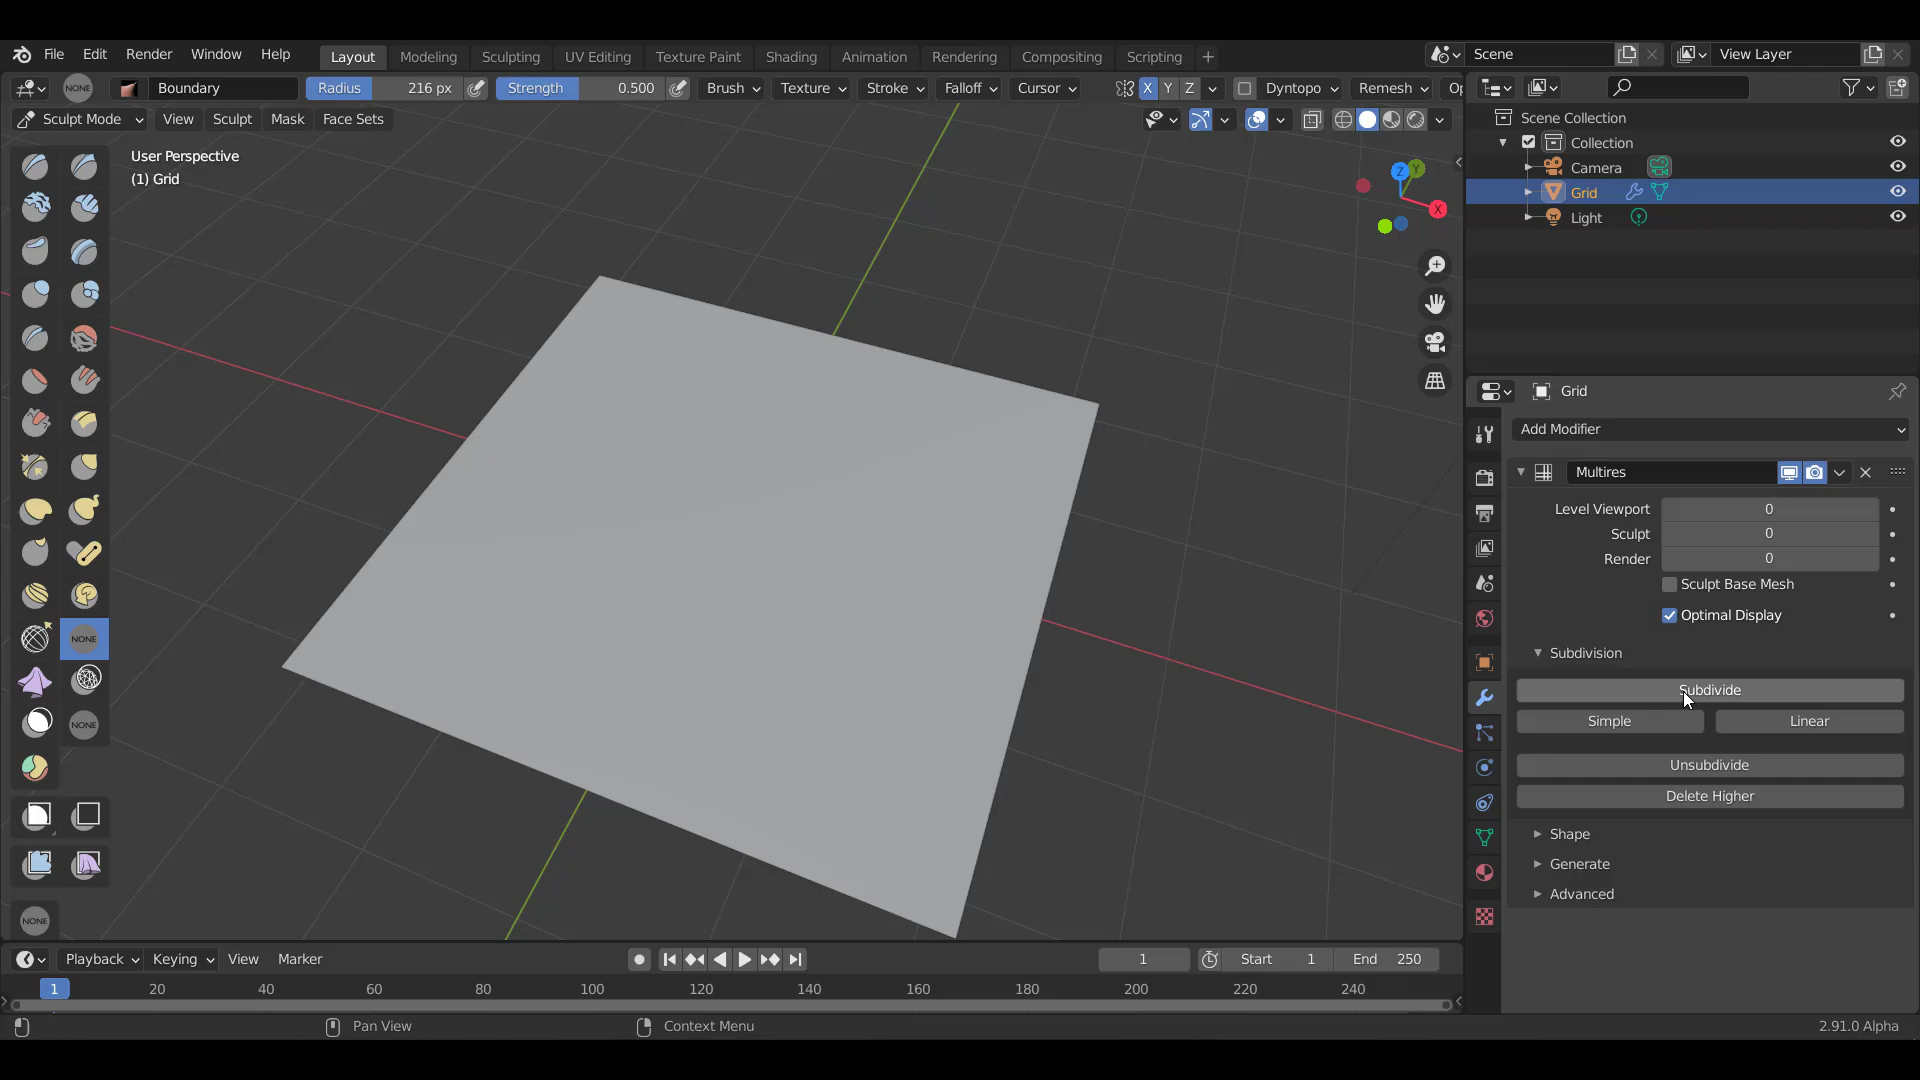 File Edit Render Window Help Layout Modeling Sculpting UV Editing Texture Paint Shading Animation Rendering Compositing Scripting + Scene View Layer
NONE Boundary Radius 216 px Strength 0.500 Brush Texture Stroke Falloff Cursor X Y Z Dyntopo Remesh Op
Sculpt Mode View Sculpt Mask Face Sets
User Perspective
(1) Grid
Z Y
X
Scene Collection
Collection
Camera
Grid
Light
Grid
Add Modifier
Multires
Level Viewport 0
Sculpt 0
Render 0
Sculpt Base Mesh
Optimal Display
Subdivision
Subdivide
Simple Linear
Unsubdivide
Delete Higher
Shape
Generate
Advanced
NONE
NONE
NONE
Playback Keying View Marker 1 Start 1 End 250
1 20 40 60 80 100 120 140 160 180 200 220 240
Pan View Context Menu 2.91.0 Alpha